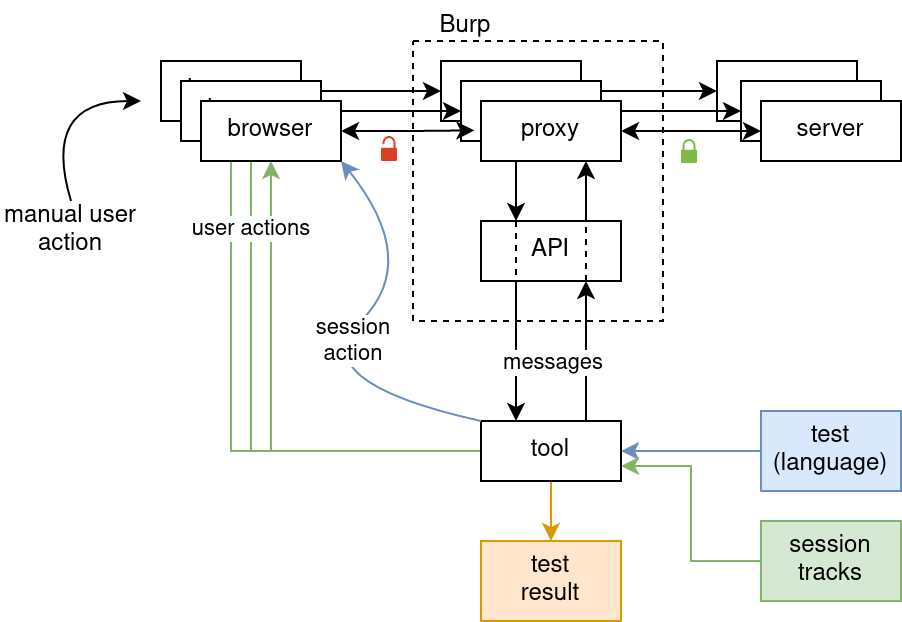 Burp
browser
proxy
server
manual user
action
user actions
API
session
action
messages
tool
test
(language)
test
result
session
tracks